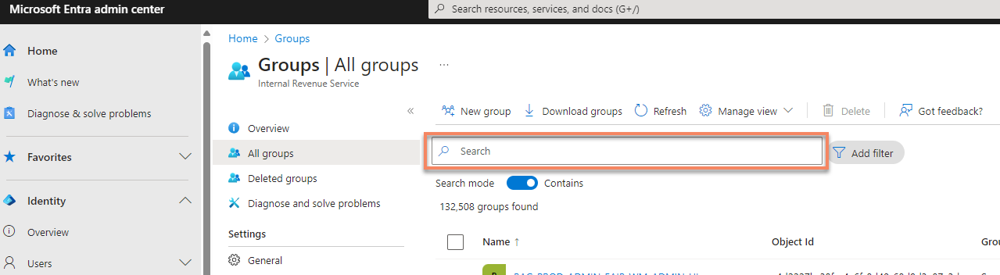 Microsoft Entra admin center
Search resources, services, and docs (G+/)
Home
What's new
Diagnose & solve problems
Favorites
Identity
Overview
Users
Home > Groups
Groups | All groups ...
Internal Revenue Service
«
Overview
All groups
Deleted groups
Diagnose and solve problems
Settings
General
New group Download groups Refresh Manage view Delete Got feedback?
Search
Add filter
Search mode Contains
132,508 groups found
Name ↑ Object Id Grou